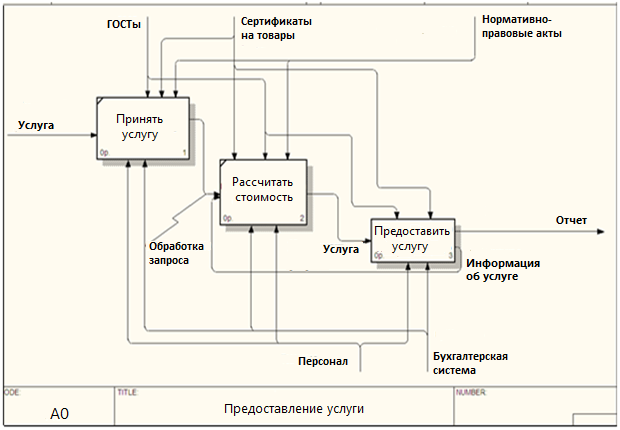 ГОСТы
Сертификаты
на товары
Нормативно-
правовые акты
Услуга
Принять
услугу
0р.
1
Рассчитать
стоимость
0р.
2
Обработка
запроса
Услуга
Предоставить
услугу
0р.
3
Отчет
Информация
об услуге
Персонал
Бухгалтерская
система
ODE:
TITLE:
NUMBER:
A0
Предоставление услуги